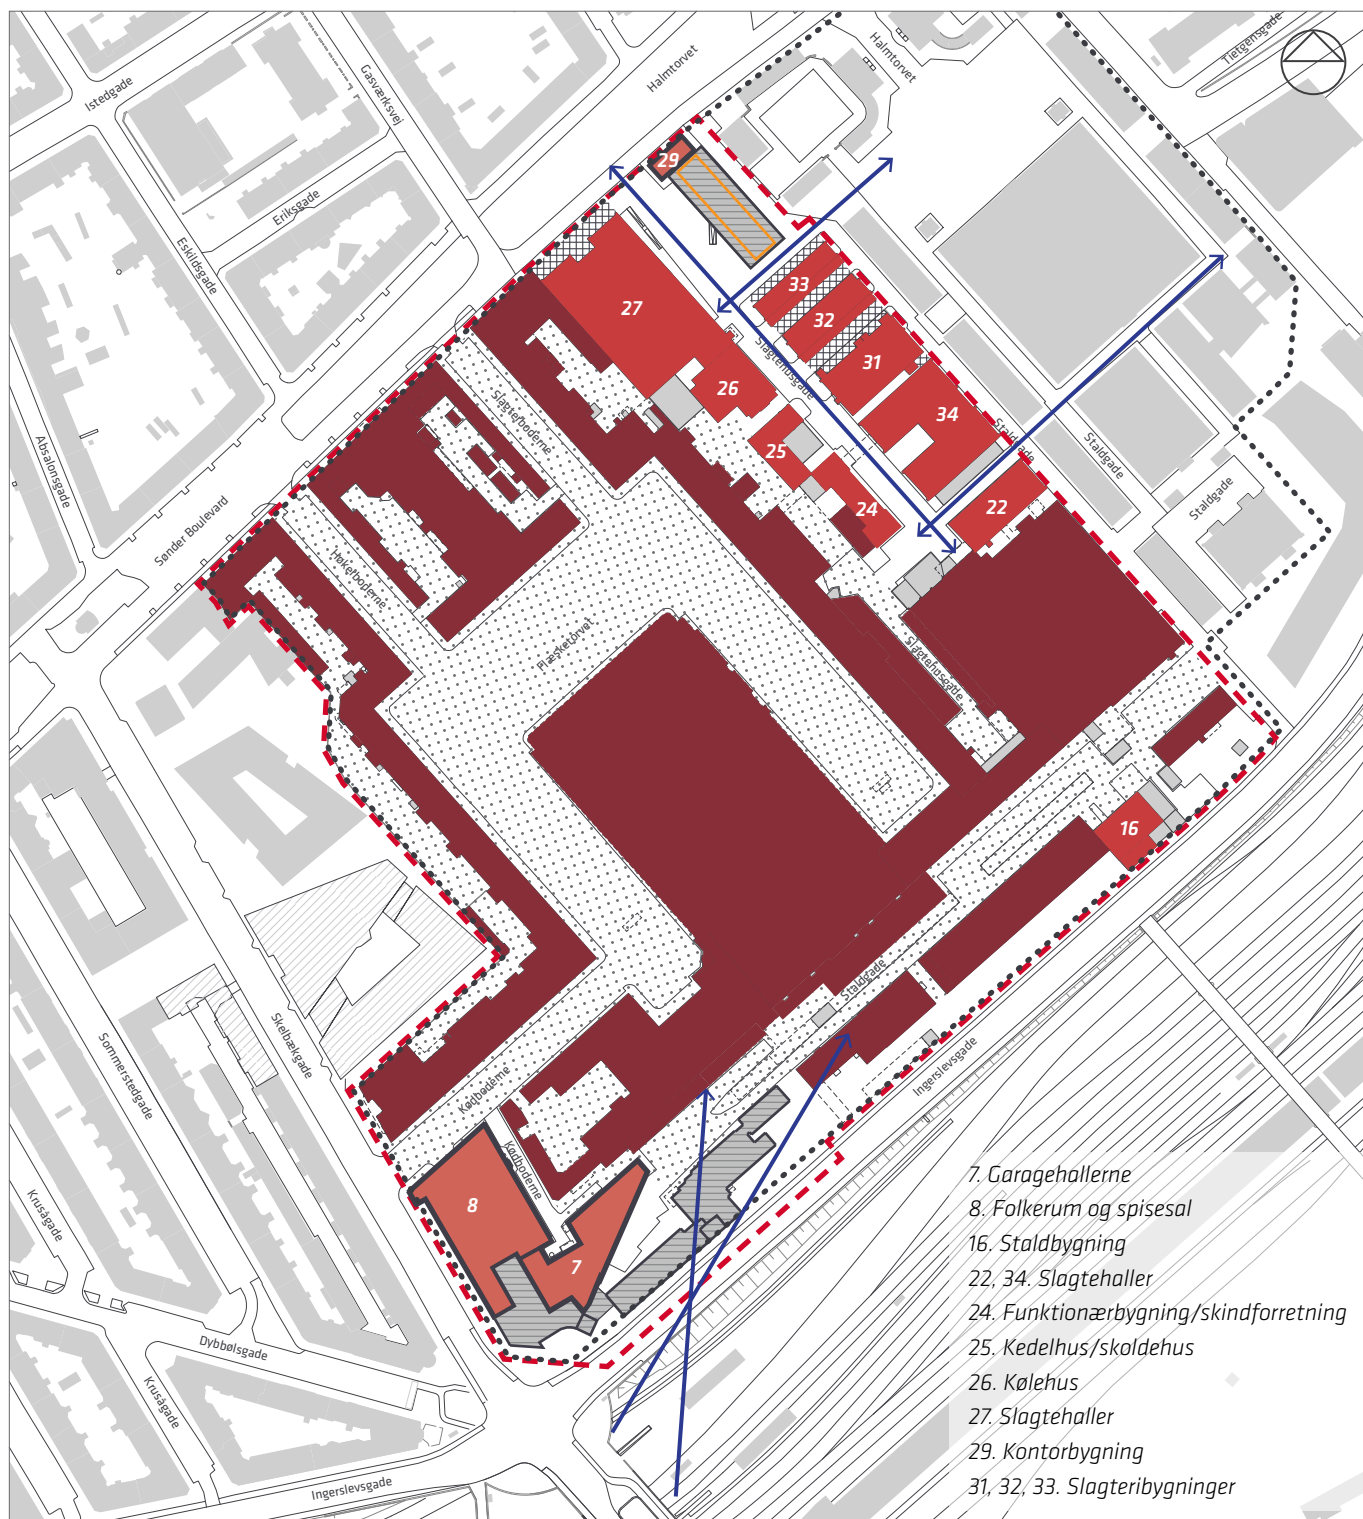 Istedgade
Gasværksvej
Halmtorvet
Halmtorvet
Tietgensgade
Eriksgade
Eskildsgade
29
33
32
31
34
27
26
25
24
22
Slagtehusgade
Staldgade
Staldgade
Staldgade
Absalonsgade
Sønder Boulevard
Slagterboderne
Høkerboderne
Flæsketorvet
Slagtehusgade
16
Staldgade
Ingerslevsgade
Skelbækgade
Sommerstedgade
Kødboderne
Kødboderne
8
7
Krusågade
Dybbølsgade
Krusågade
Ingerslevsgade
7. Garagehallerne
8. Folkerum og spisesal
16. Staldbygning
22, 34. Slagtehaller
24. Funktionærbygning/skindforretning
25. Kedelhus/skoldehus
26. Kølehus
27. Slagtehaller
29. Kontorbygning
31, 32, 33. Slagteribygninger